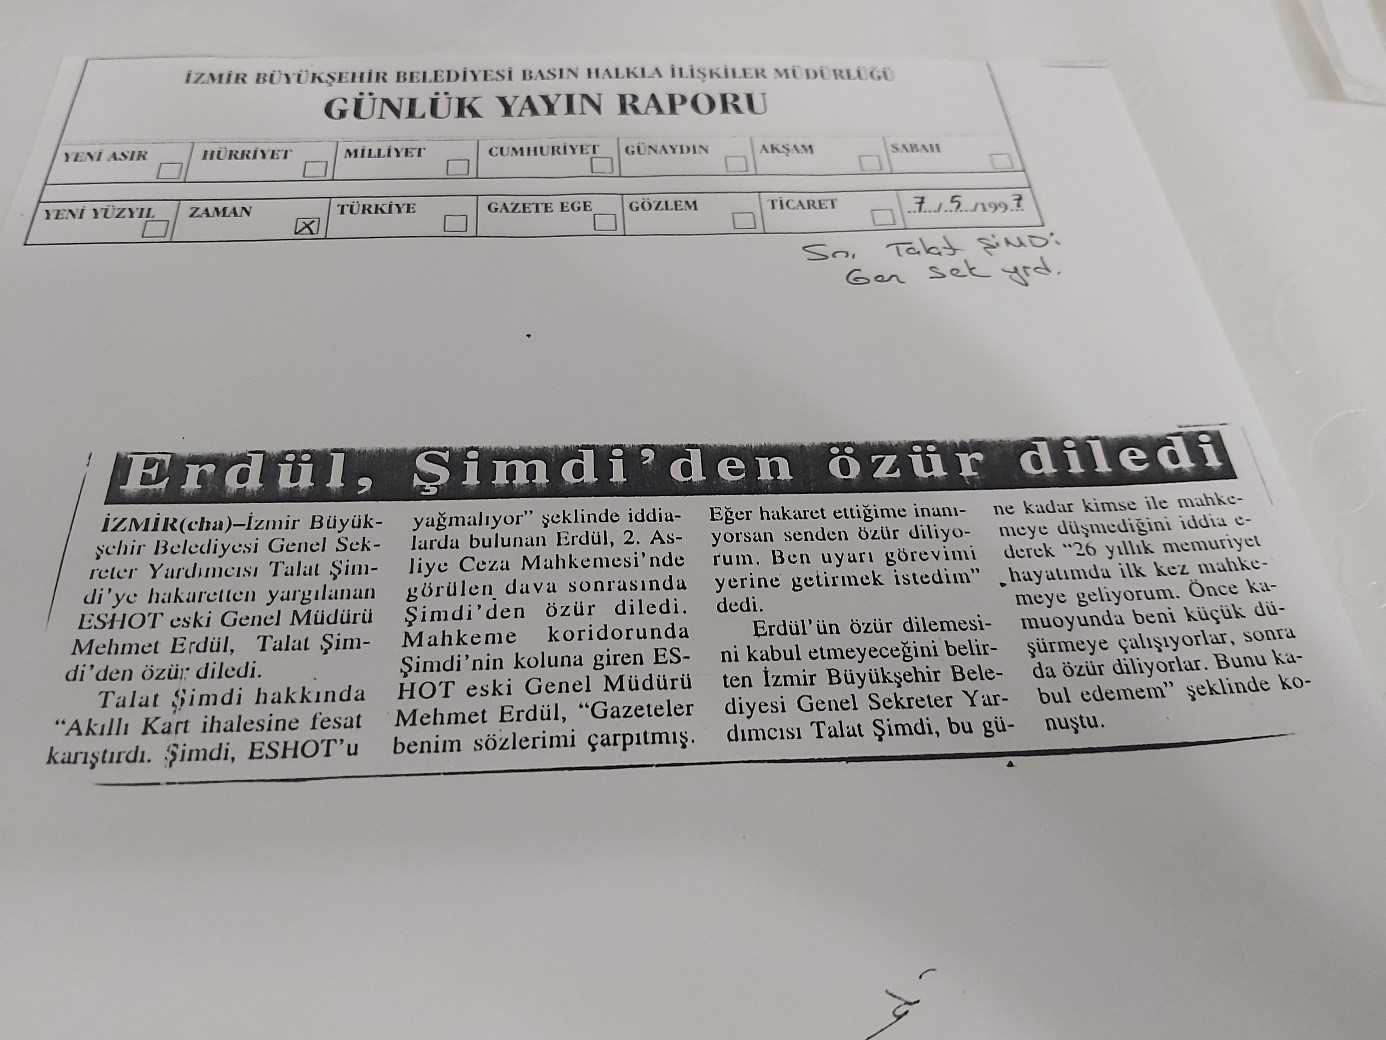 İZMİR BÜYÜKŞEHİR BELEDİYESİ BASIN HALKLA İLİŞKİLER MÜDÜRLÜĞÜ
GÜNLÜK YAYIN RAPORU
YENİ ASIR HÜRRİYET MİLLİYET CUMHURİYET GÜNAYDIN AKŞAM SABAH
YENİ YÜZYIL ZAMAN TÜRKİYE GAZETE EGE GÖZLEM TİCARET 7/5/1997
Sn. Talat ŞİMDİ
Gen sek yrd.
Erdül, Şimdi'den özür diledi
İZMİR(cha)–İzmir Büyük-
şehir Belediyesi Genel Sek-
reter Yardımcısı Talat Şim-
di'ye hakaretten yargılanan
ESHOT eski Genel Müdürü
Mehmet Erdül, Talat Şim-
di'den özür diledi.
Talat Şimdi hakkında
"Akıllı Kart ihalesine fesat
karıştırdı. Şimdi, ESHOT'u
yağmalıyor" şeklinde iddia-
larda bulunan Erdül, 2. As-
liye Ceza Mahkemesi'nde
görülen dava sonrasında
Şimdi'den özür diledi.
Mahkeme koridorunda
Şimdi'nin koluna giren ES-
HOT eski Genel Müdürü
Mehmet Erdül, "Gazeteler
benim sözlerimi çarpıtmış.
Eğer hakaret ettiğime inanı-
yorsan senden özür diliyo-
rum. Ben uyarı görevimi
yerine getirmek istedim"
dedi.
Erdül'ün özür dilemesi-
ni kabul etmeyeceğini belir-
ten İzmir Büyükşehir Bele-
diyesi Genel Sekreter Yar-
dımcısı Talat Şimdi, bu gü-
ne kadar kimse ile mahke-
meye düşmediğini iddia e-
derek "26 yıllık memuriyet
hayatımda ilk kez mahke-
meye geliyorum. Önce ka-
muoyunda beni küçük dü-
şürmeye çalışıyorlar, sonra
da özür diliyorlar. Bunu ka-
bul edemem" şeklinde ko-
nuştu.